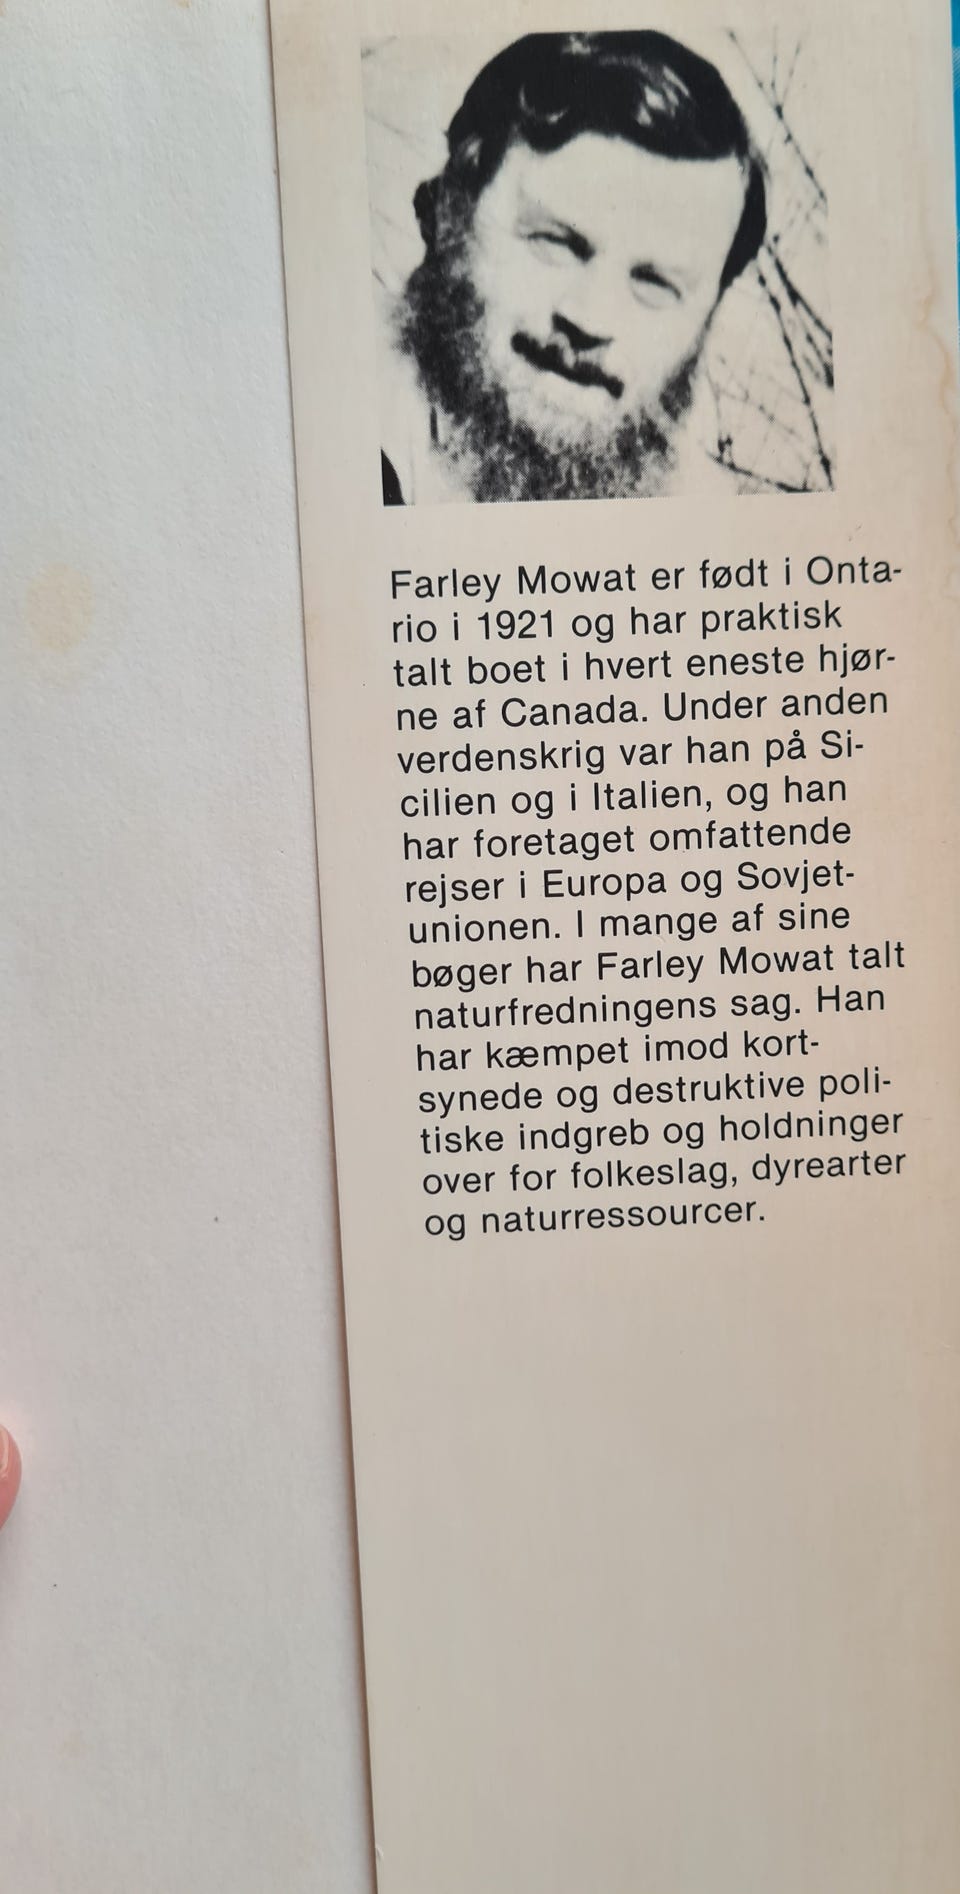 Farley Mowat er født i Onta-
rio i 1921 og har praktisk
talt boet i hvert eneste hjør-
ne af Canada. Under anden
verdenskrig var han på Si-
cilien og i Italien, og han
har foretaget omfattende
rejser i Europa og Sovjet-
unionen. I mange af sine
bøger har Farley Mowat talt
naturfredningens sag. Han
har kæmpet imod kort-
synede og destruktive poli-
tiske indgreb og holdninger
over for folkeslag, dyrearter
og naturressourcer.